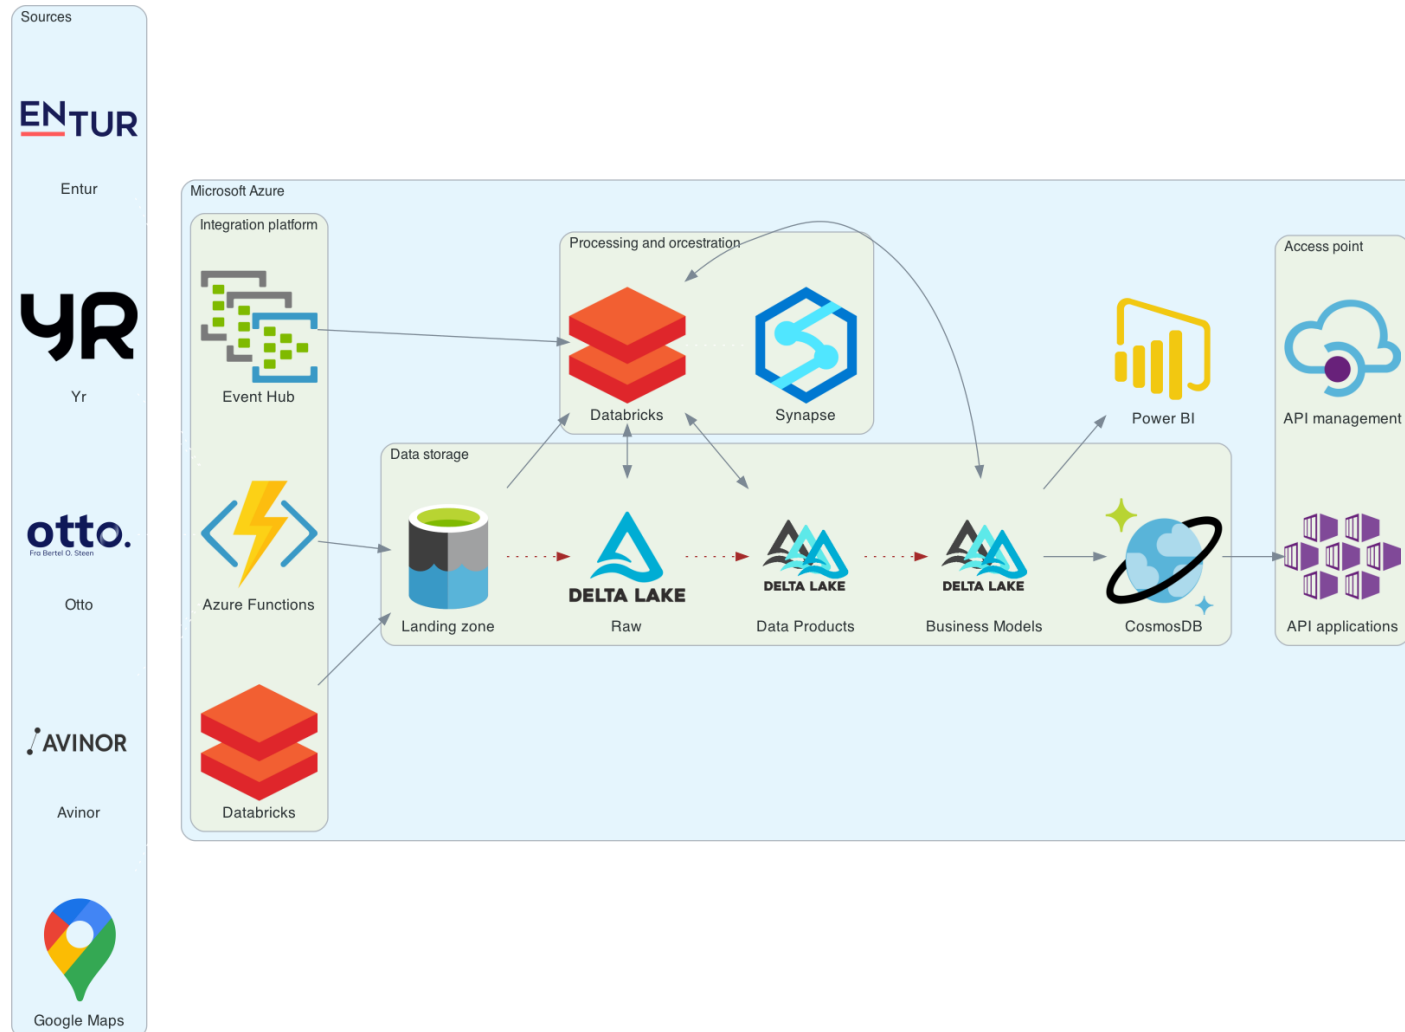 Sources
ENTUR
Entur
YR
Yr
otto.
Fra Bertel O. Steen
Otto
AVINOR
Avinor
Google Maps
Microsoft Azure
Integration platform
Event Hub
Azure Functions
Databricks
Processing and orcestration
Databricks
Synapse
Data storage
Landing zone
DELTA LAKE
Raw
DELTA LAKE
Data Products
DELTA LAKE
Business Models
CosmosDB
Power BI
Access point
API management
API applications